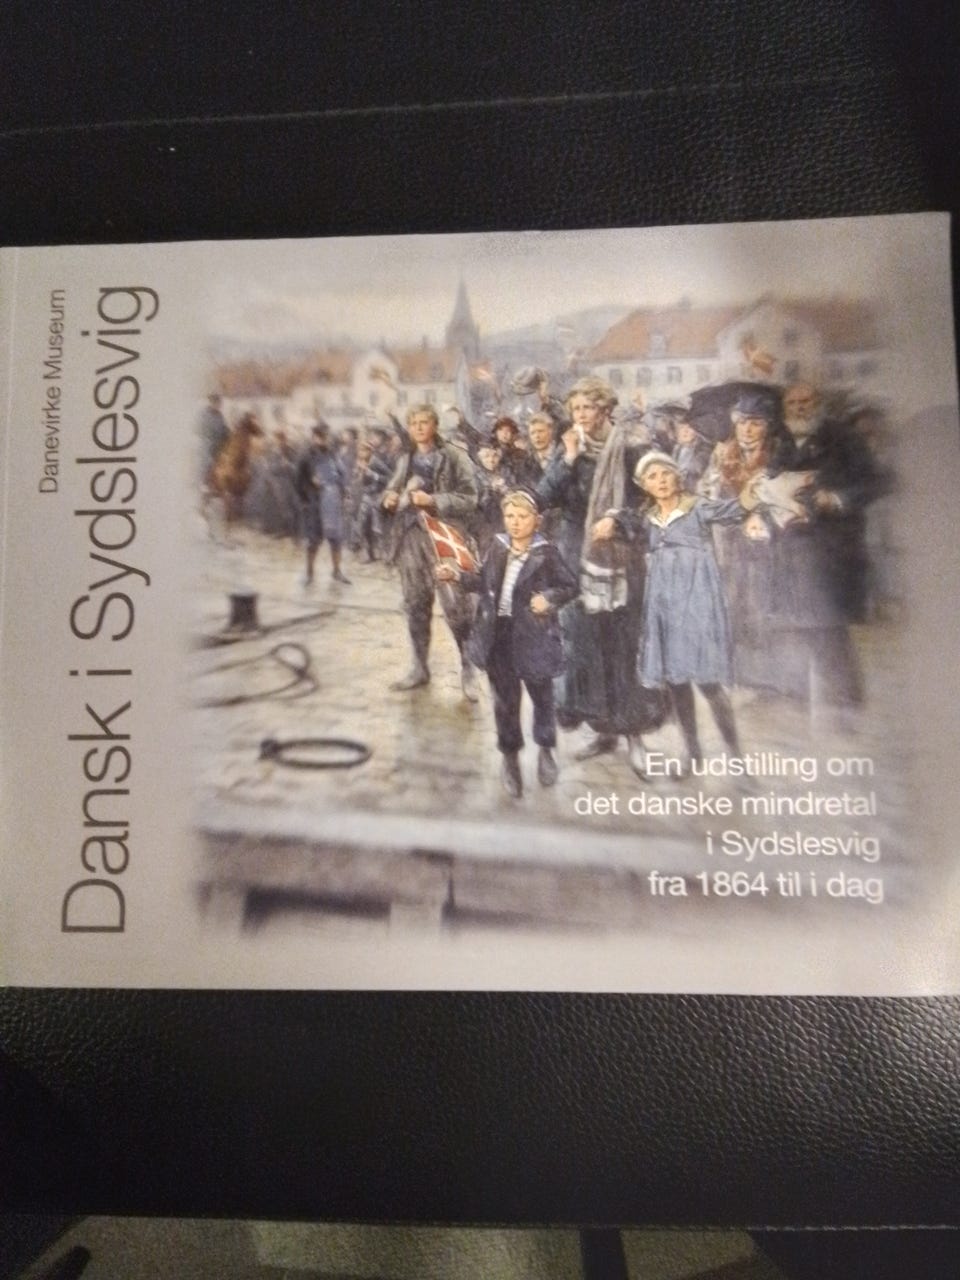 Danevirke Museum
Dansk i Sydslesvig
En udstilling om
det danske mindretal
i Sydslesvig
fra 1864 til i dag